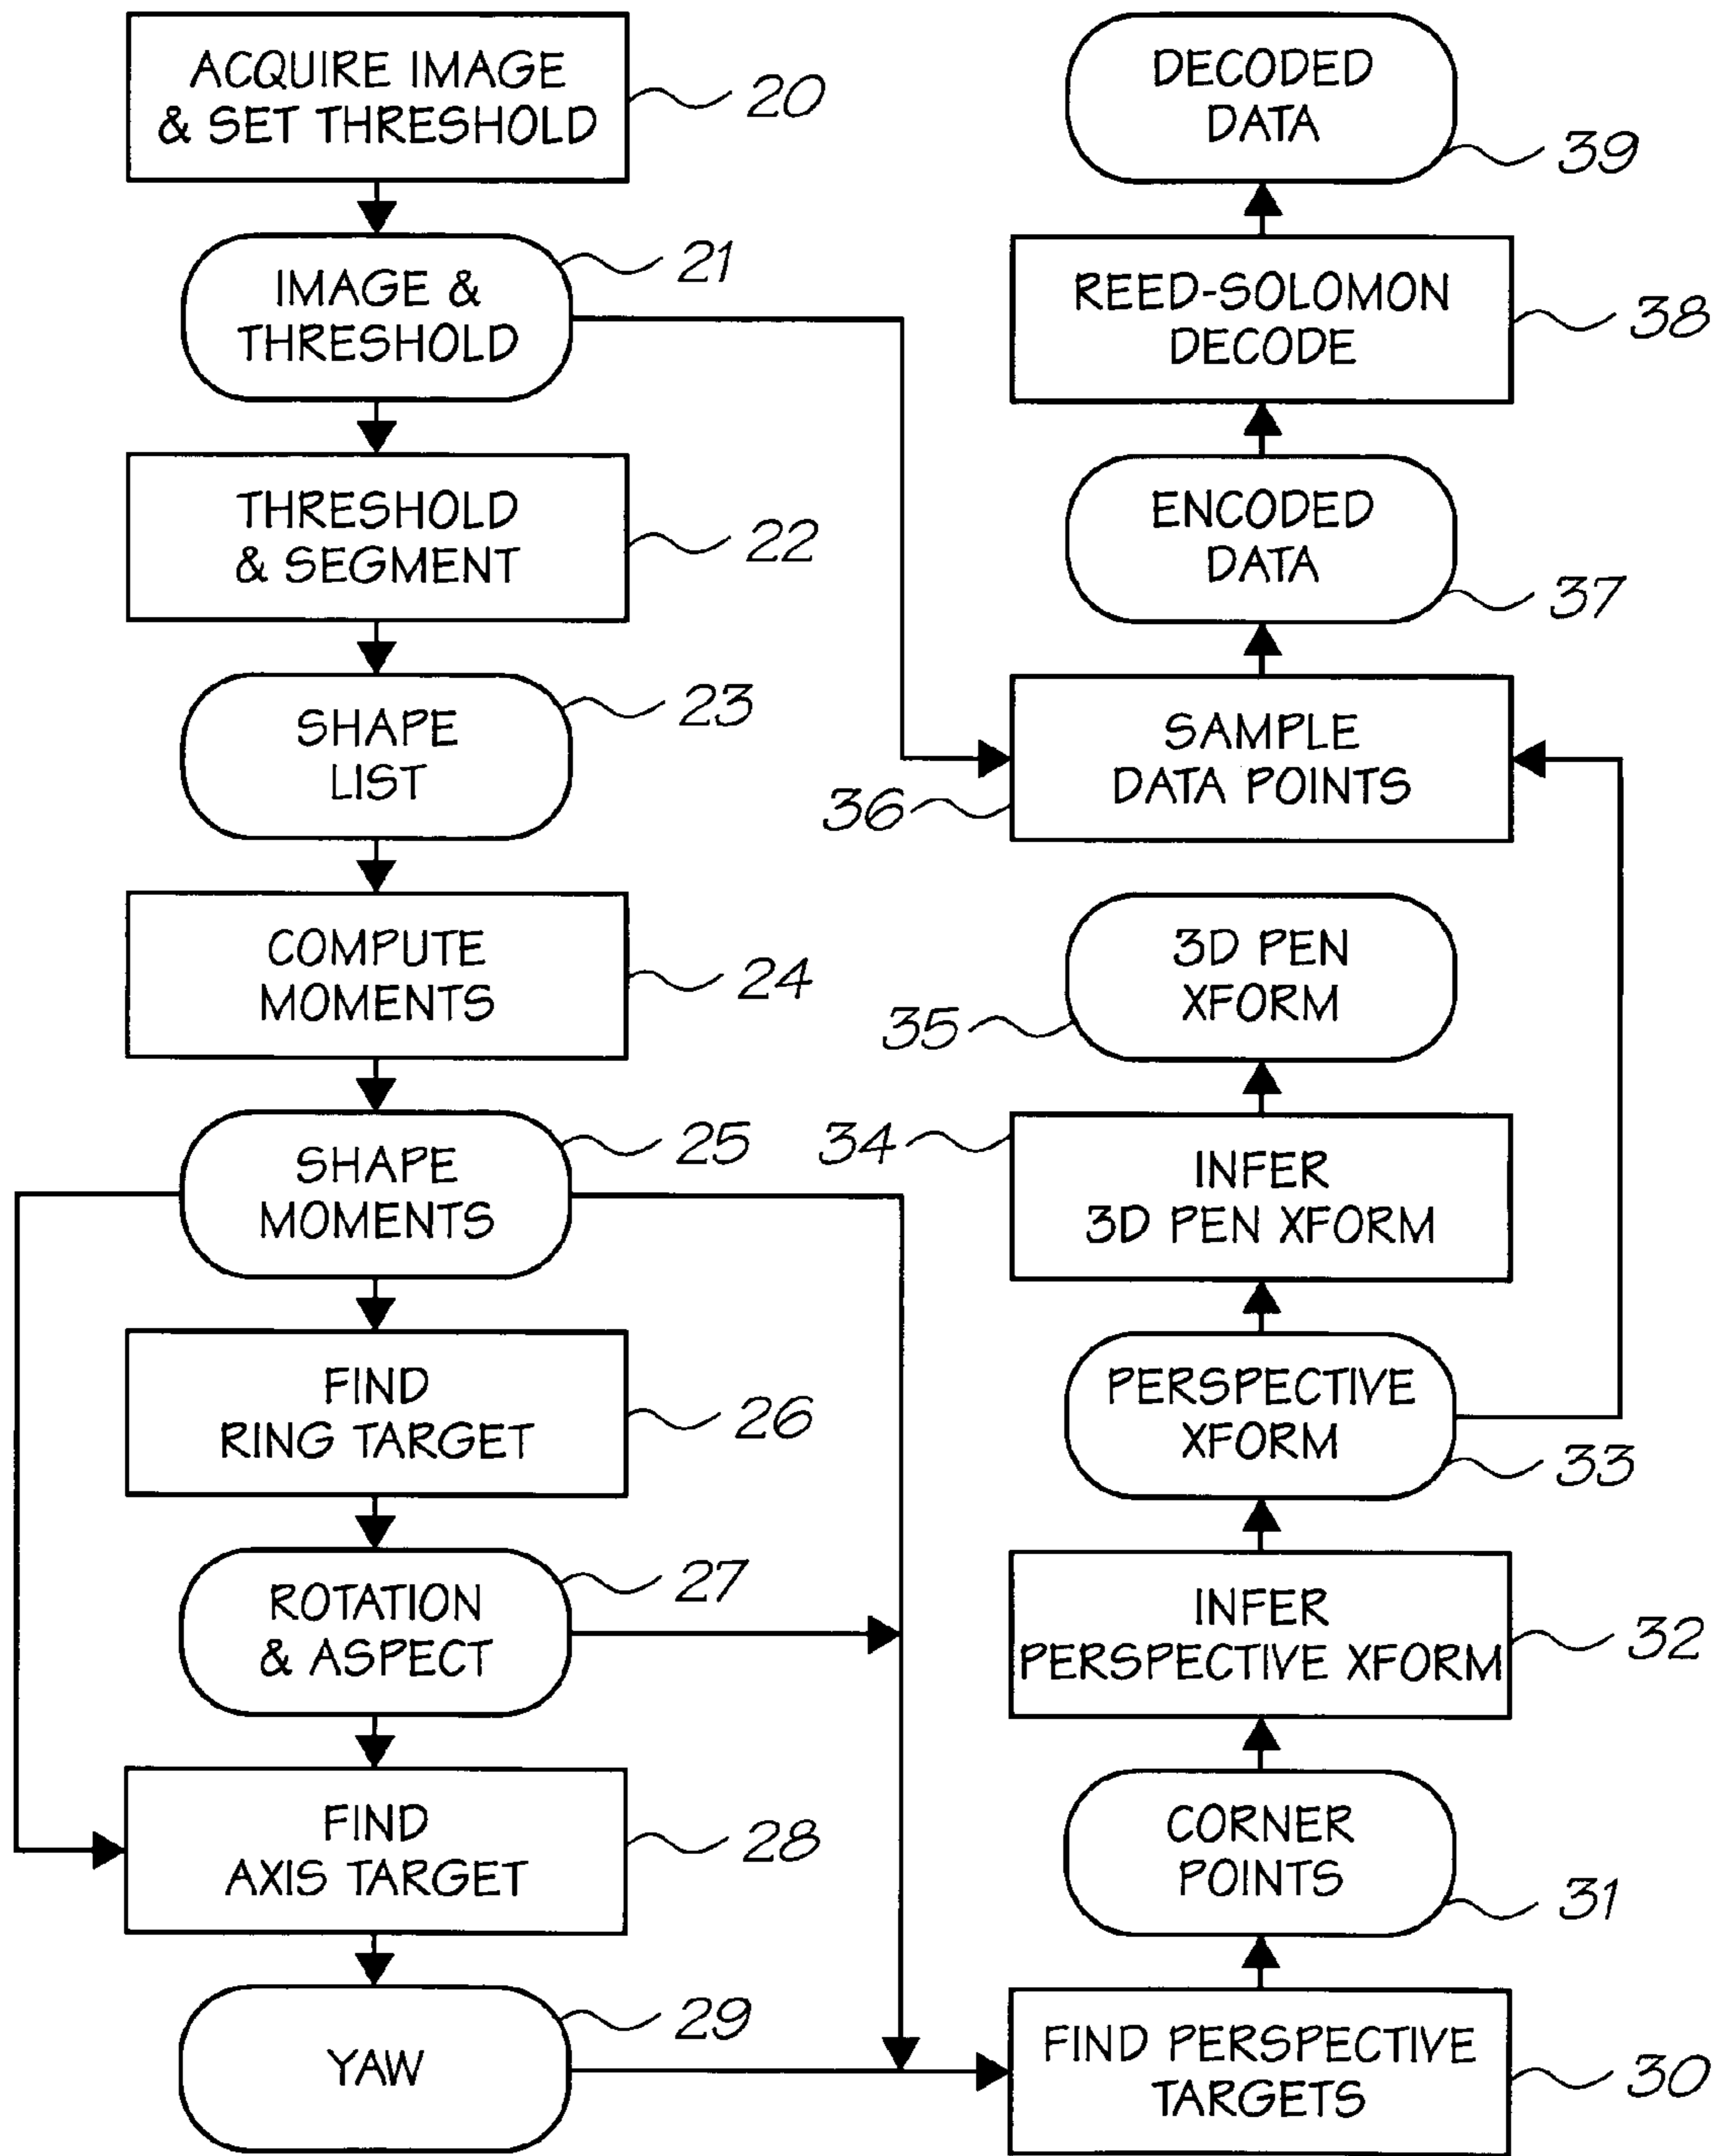 ACQUIRE IMAGE
& SET THRESHOLD
20
IMAGE &
THRESHOLD
21
THRESHOLD
& SEGMENT
22
SHAPE
LIST
23
COMPUTE
MOMENTS
24
SHAPE
MOMENTS
25
FIND
RING TARGET
26
ROTATION
& ASPECT
27
FIND
AXIS TARGET
28
YAW
29
FIND PERSPECTIVE
TARGETS
30
CORNER
POINTS
31
INFER
PERSPECTIVE XFORM
32
PERSPECTIVE
XFORM
33
INFER
3D PEN XFORM
34
3D PEN
XFORM
35
SAMPLE
DATA POINTS
36
ENCODED
DATA
37
REED-SOLOMON
DECODE
38
DECODED
DATA
39